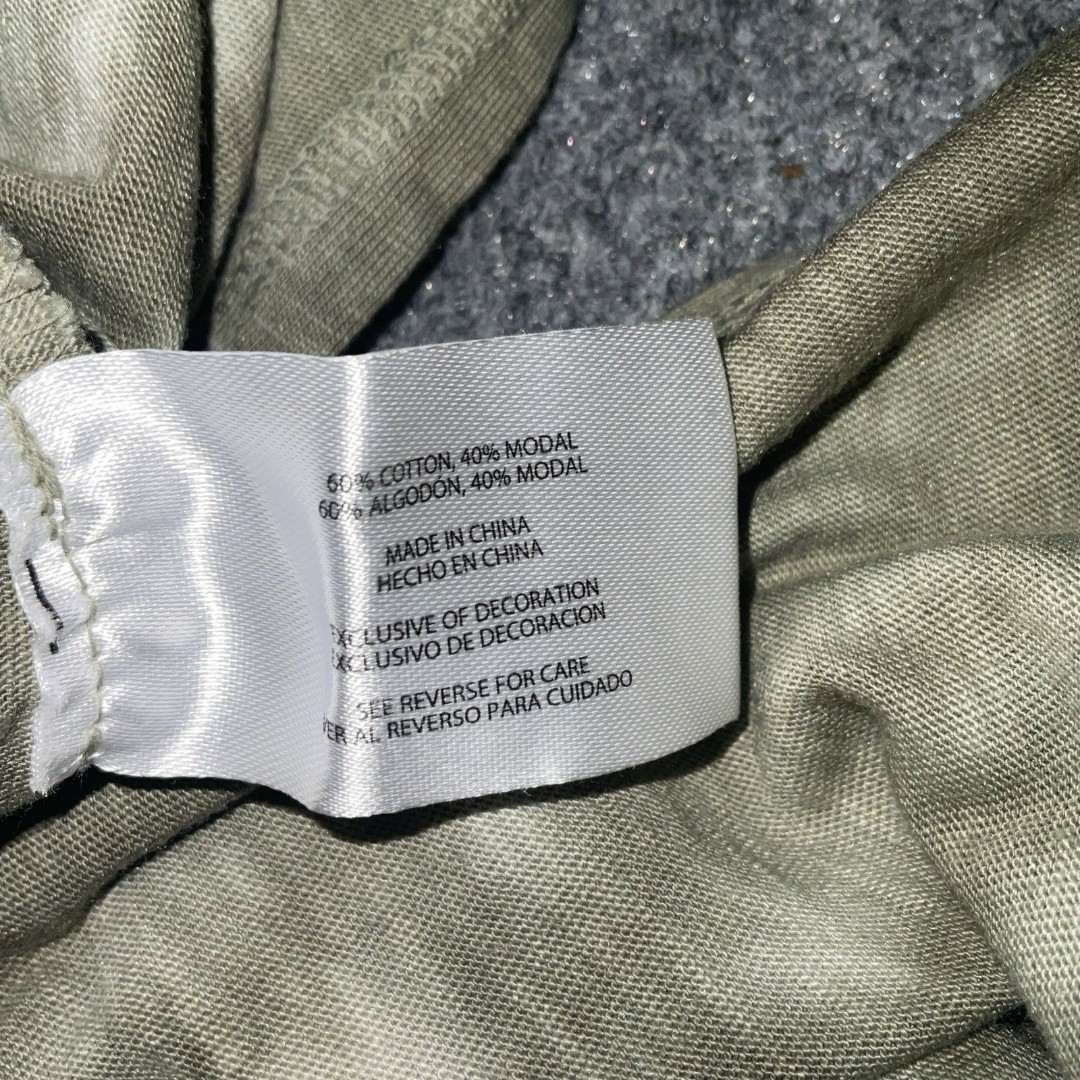 60% COTTON, 40% MODAL
60% ALGODÓN, 40% MODAL
MADE IN CHINA
HECHO EN CHINA
EXCLUSIVE OF DECORATION
EXCLUSIVO DE DECORACION
SEE REVERSE FOR CARE
VER AL REVERSO PARA CUIDADO